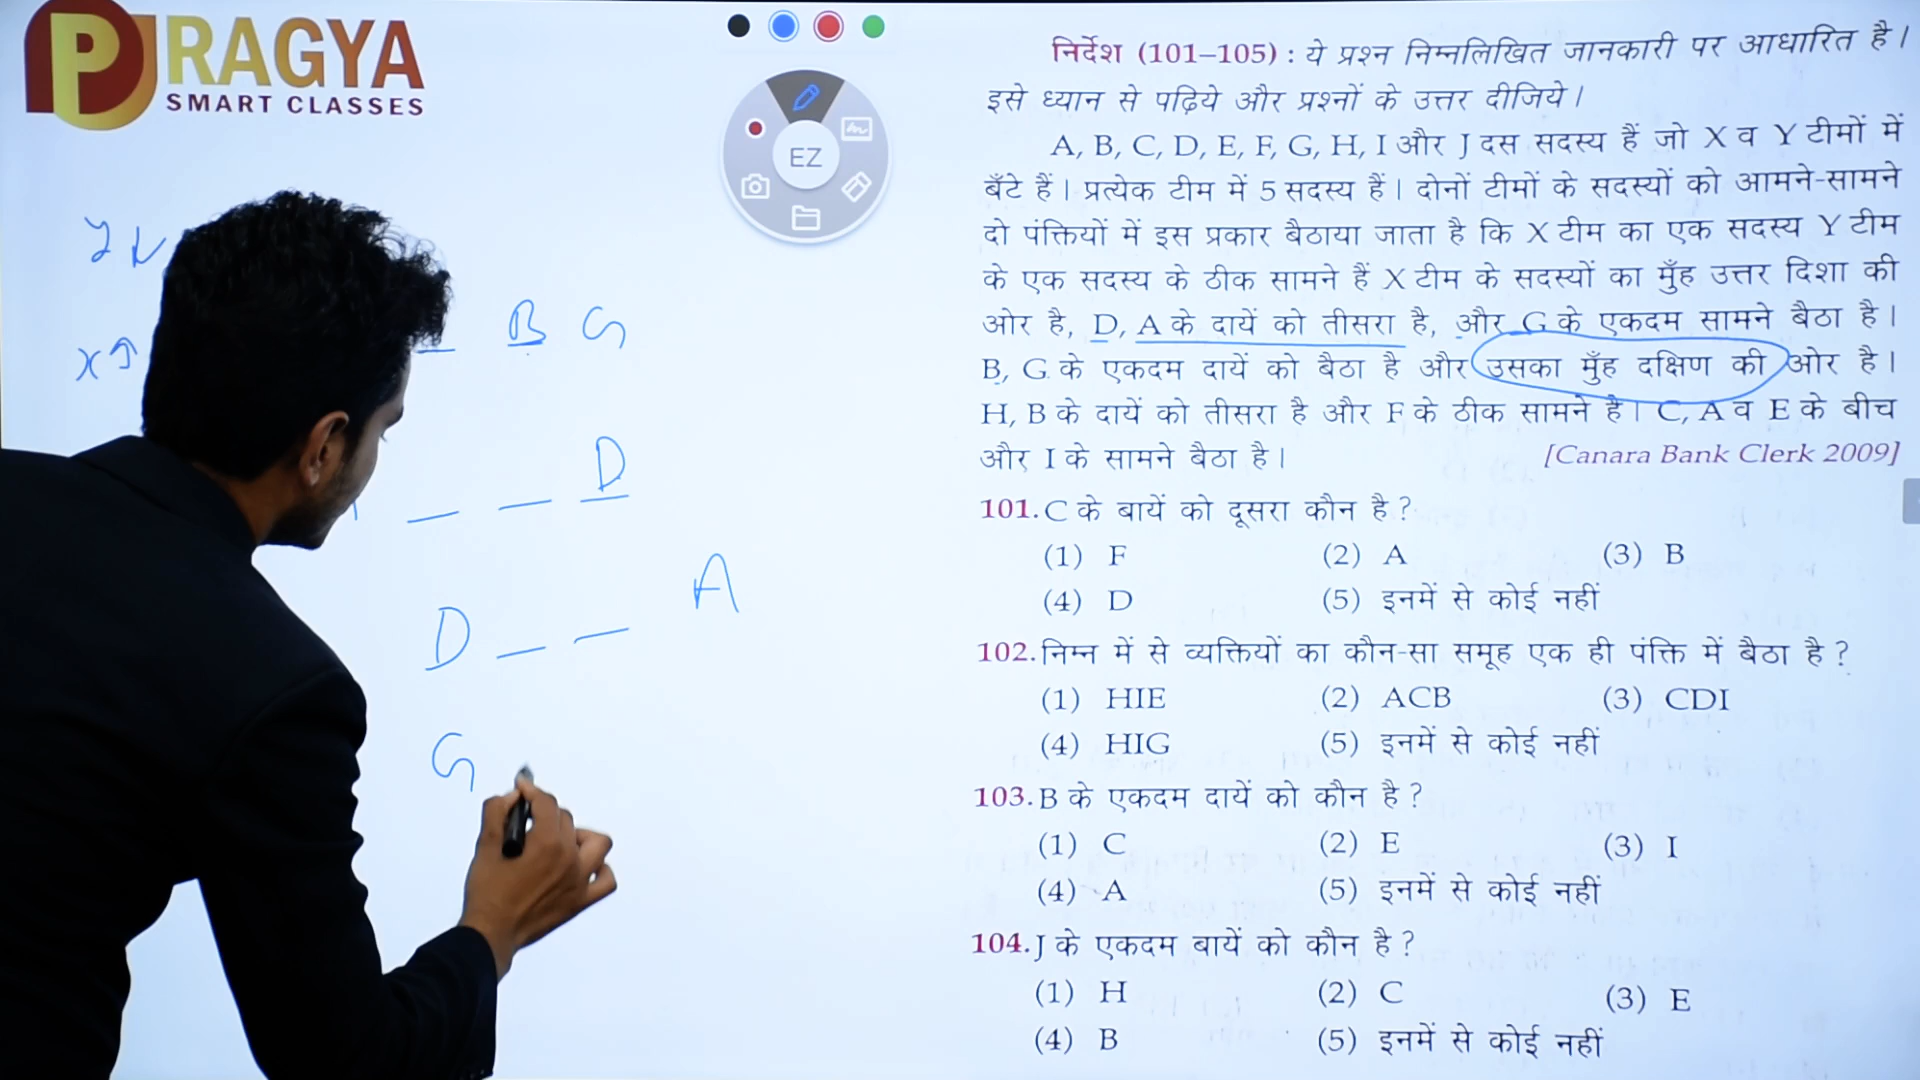 PRAGYA
SMART CLASSES
EZ
Y
X
B G
D
D A
G
निर्देश (101–105) : ये प्रश्न निम्नलिखित जानकारी पर आधारित है।
इसे ध्यान से पढ़िये और प्रश्नों के उत्तर दीजिये।
A, B, C, D, E, F, G, H, I और J दस सदस्य हैं जो X व Y टीमों में
बँटे हैं। प्रत्येक टीम में 5 सदस्य हैं। दोनों टीमों के सदस्यों को आमने-सामने
दो पंक्तियों में इस प्रकार बैठाया जाता है कि X टीम का एक सदस्य Y टीम
के एक सदस्य के ठीक सामने हैं X टीम के सदस्यों का मुँह उत्तर दिशा की
ओर है, D, A के दायें को तीसरा है, और G के एकदम सामने बैठा है।
B, G के एकदम दायें को बैठा है और उसका मुँह दक्षिण की ओर है।
H, B के दायें को तीसरा है और F के ठीक सामने है। C, A व E के बीच
और I के सामने बैठा है।
[Canara Bank Clerk 2009]
101. C के बायें को दूसरा कौन है?
(1) F (2) A (3) B
(4) D (5) इनमें से कोई नहीं
102. निम्न में से व्यक्तियों का कौन-सा समूह एक ही पंक्ति में बैठा है?
(1) HIE (2) ACB (3) CDI
(4) HIG (5) इनमें से कोई नहीं
103. B के एकदम दायें को कौन है?
(1) C (2) E (3) I
(4) A (5) इनमें से कोई नहीं
104. J के एकदम बायें को कौन है?
(1) H (2) C (3) E
(4) B (5) इनमें से कोई नहीं